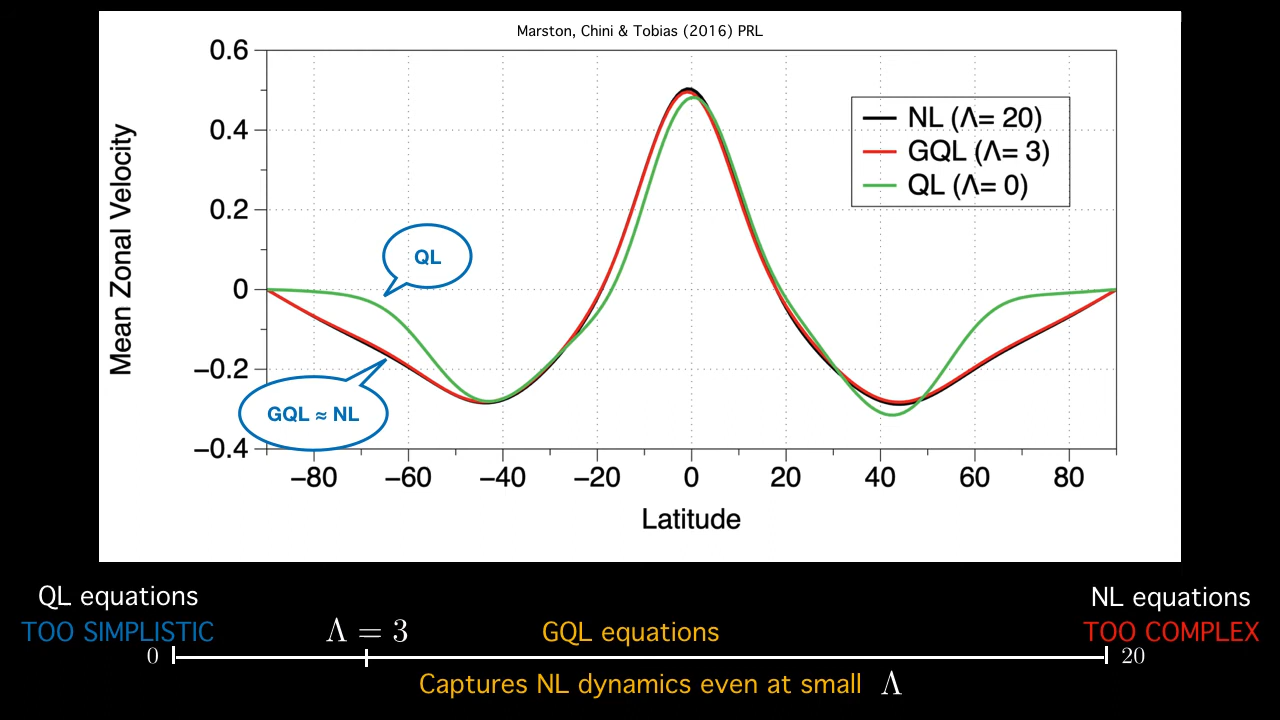 Marston, Chini & Tobias (2016) PRL
0.6
0.4
0.2
0
−0.2
−0.4
Mean Zonal Velocity
NL (Λ= 20)
GQL (Λ= 3)
QL (Λ= 0)
QL
GQL ≈ NL
−80 −60 −40 −20 0 20 40 60 80
Latitude
QL equations
TOO SIMPLISTIC
Λ = 3
GQL equations
NL equations
TOO COMPLEX
0
20
Captures NL dynamics even at small Λ